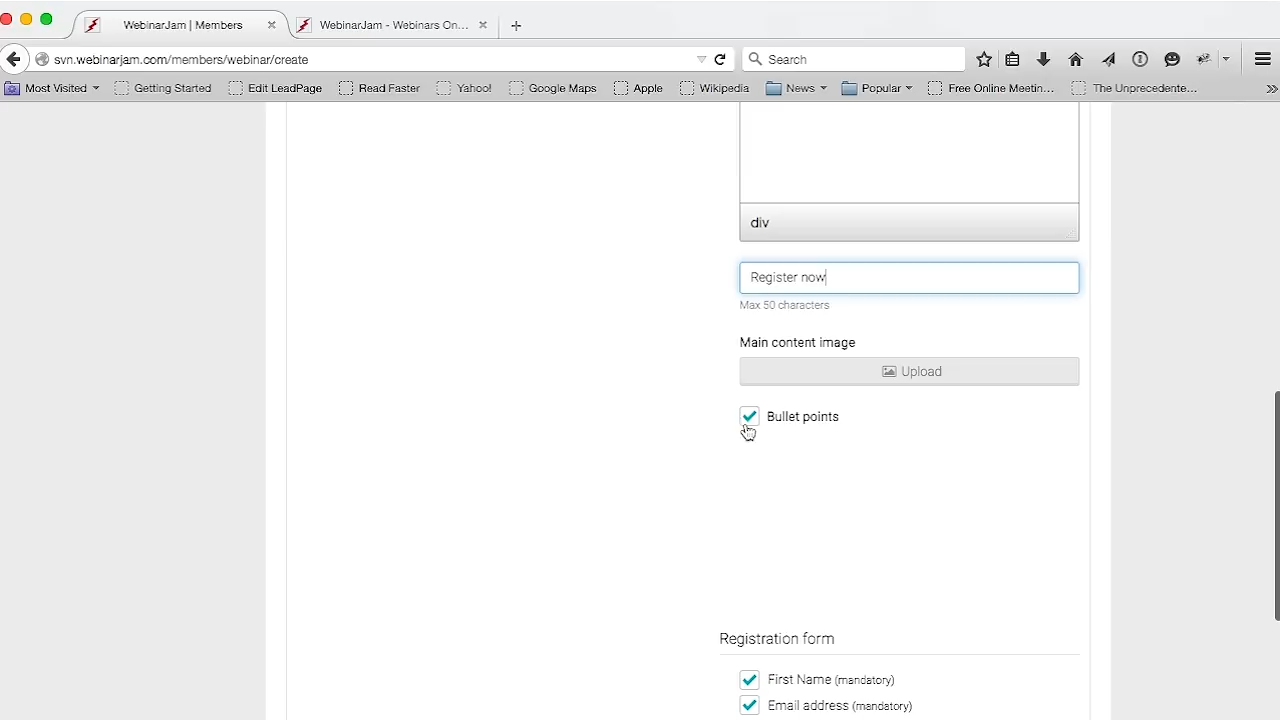 WebinarJam | Members
WebinarJam - Webinars On...
svn.webinarjam.com/members/webinar/create
Search
Most Visited
Getting Started
Edit LeadPage
Read Faster
Yahoo!
Google Maps
Apple
Wikipedia
News
Popular
Free Online Meetin...
The Unprecedente...
div
Register now
Max 50 characters
Main content image
Upload
Bullet points
Registration form
First Name (mandatory)
Email address (mandatory)